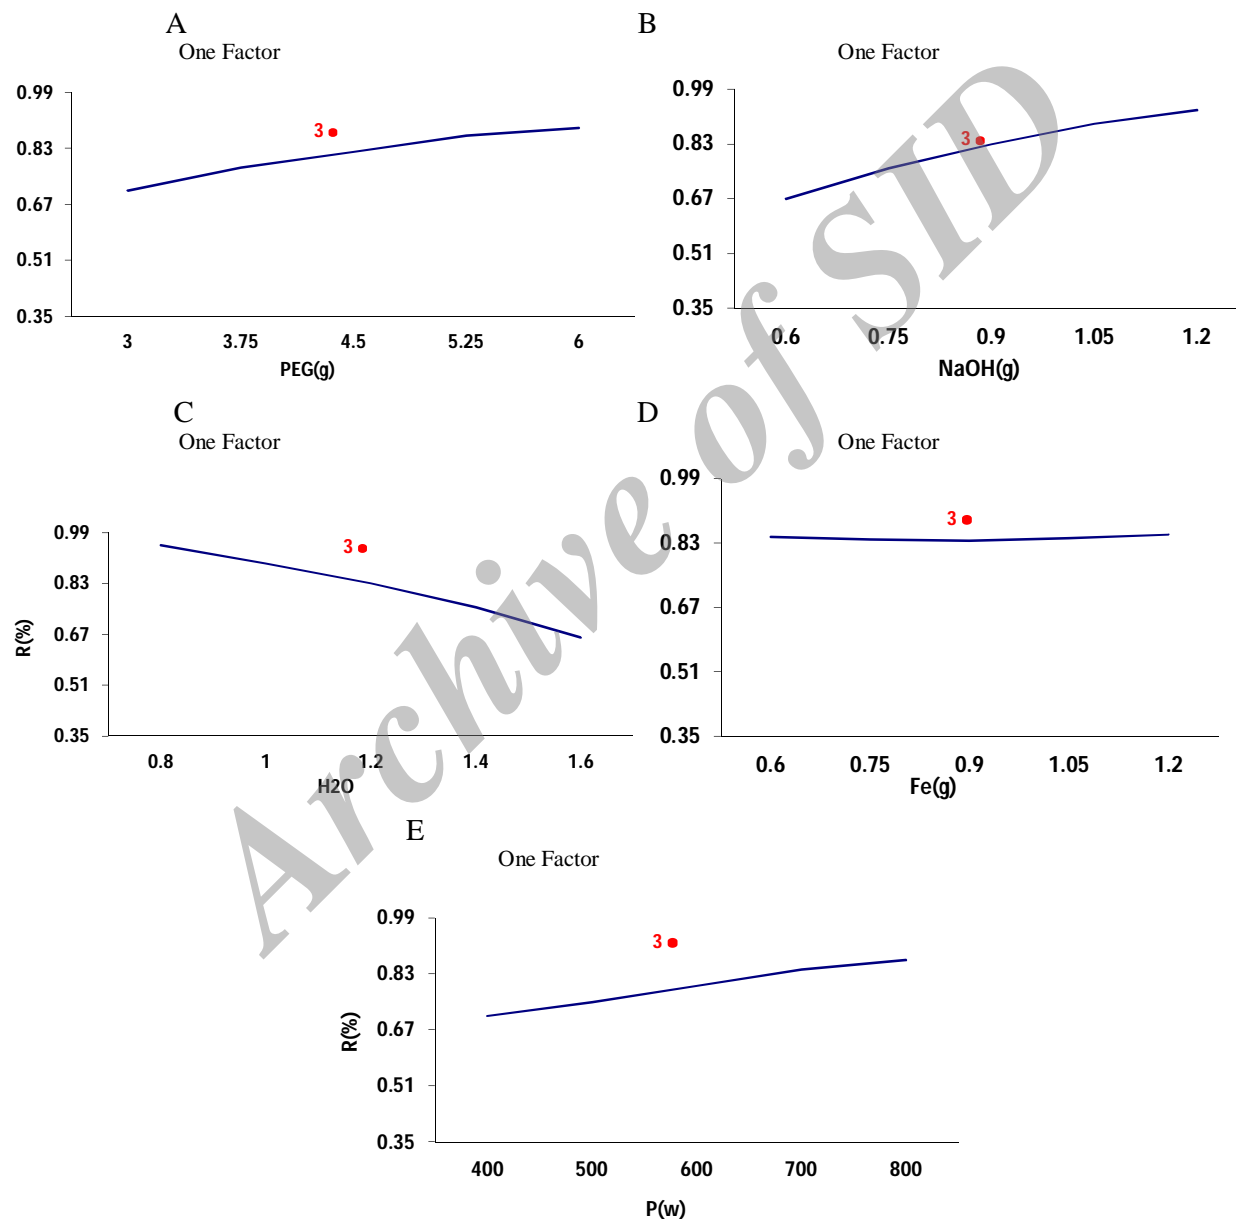 A
One Factor
0.99
0.83
0.67
0.51
0.35
3
3 3.75 4.5 5.25 6
PEG(g)
B
One Factor
0.99
0.83
0.67
0.51
0.35
3
0.6 0.75 0.9 1.05 1.2
NaOH(g)
C
One Factor
R(%)
0.99
0.83
0.67
0.51
0.35
3
0.8 1 1.2 1.4 1.6
H2O
D
One Factor
0.99
0.83
0.67
0.51
0.35
3
0.6 0.75 0.9 1.05 1.2
Fe(g)
E
One Factor
R(%)
0.99
0.83
0.67
0.51
0.35
3
400 500 600 700 800
P(w)
Archive of SID